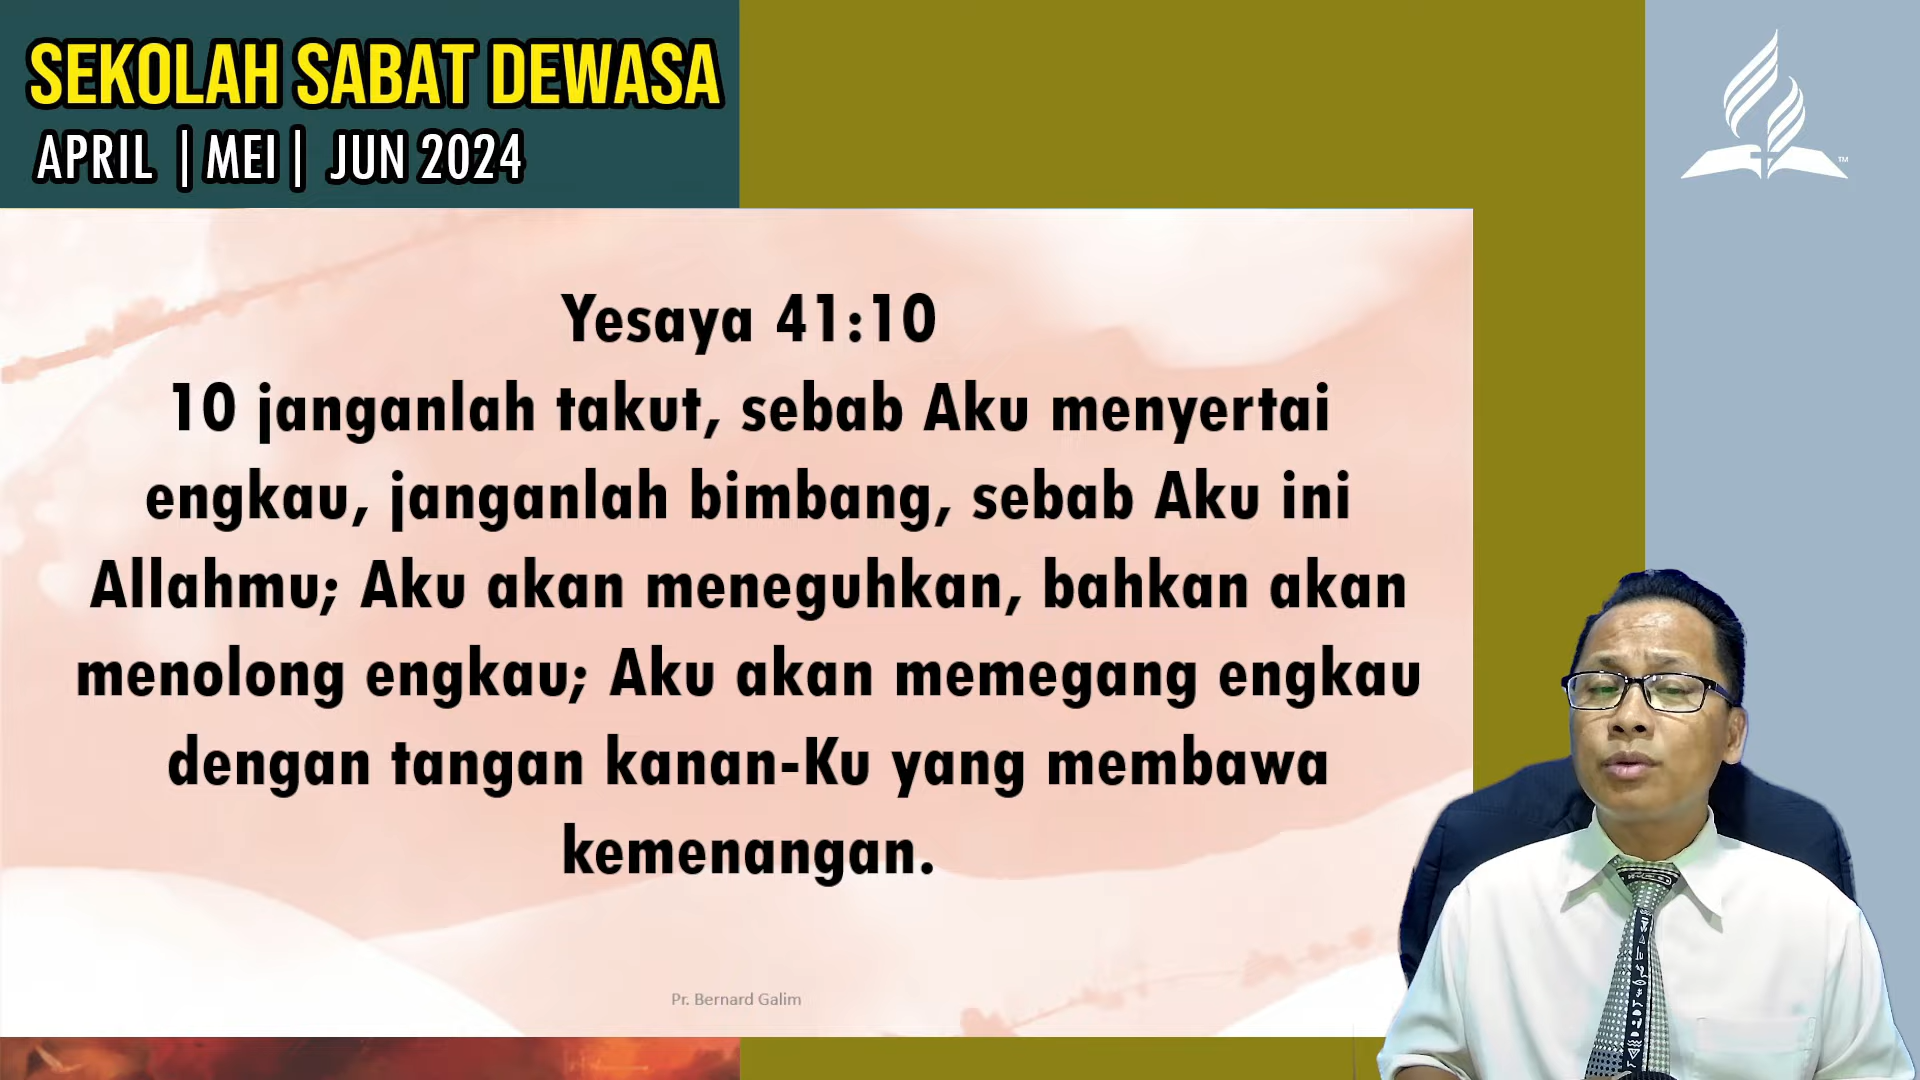 SEKOLAH SABAT DEWASA
APRIL | MEI | JUN 2024
TM
Yesaya 41:10
10 janganlah takut, sebab Aku menyertai
engkau, janganlah bimbang, sebab Aku ini
Allahmu; Aku akan meneguhkan, bahkan akan
menolong engkau; Aku akan memegang engkau
dengan tangan kanan-Ku yang membawa
kemenangan.
Pr. Bernard Galim